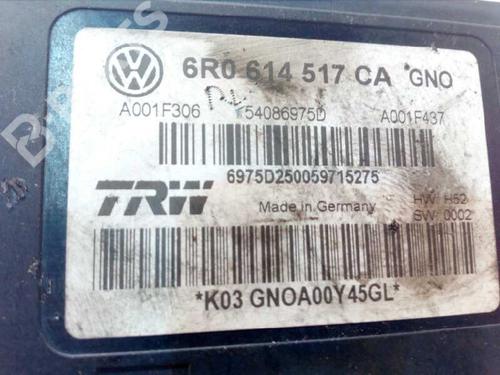 6R0 614 517 CA GNO
A001F306 54086975D A001F437
6975D250059715275
TRW Made in Germany HW H52
SW 0002
*K03 GNOA00Y45GL*